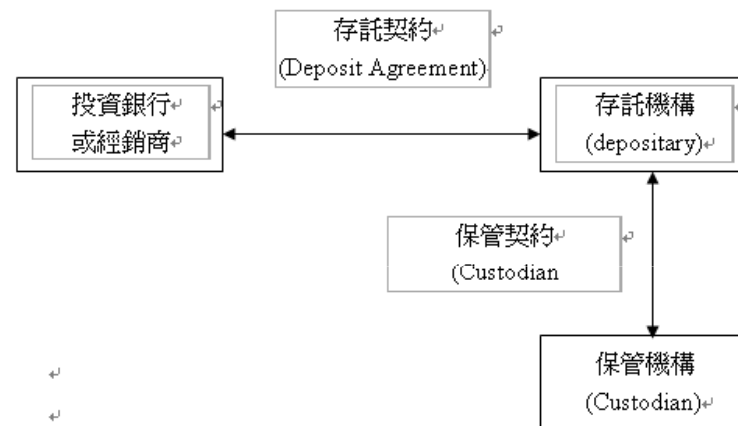 存託契約
(Deposit Agreement)
投資銀行
或經銷商
存託機構
(depositary)
保管契約
(Custodian
保管機構
(Custodian)